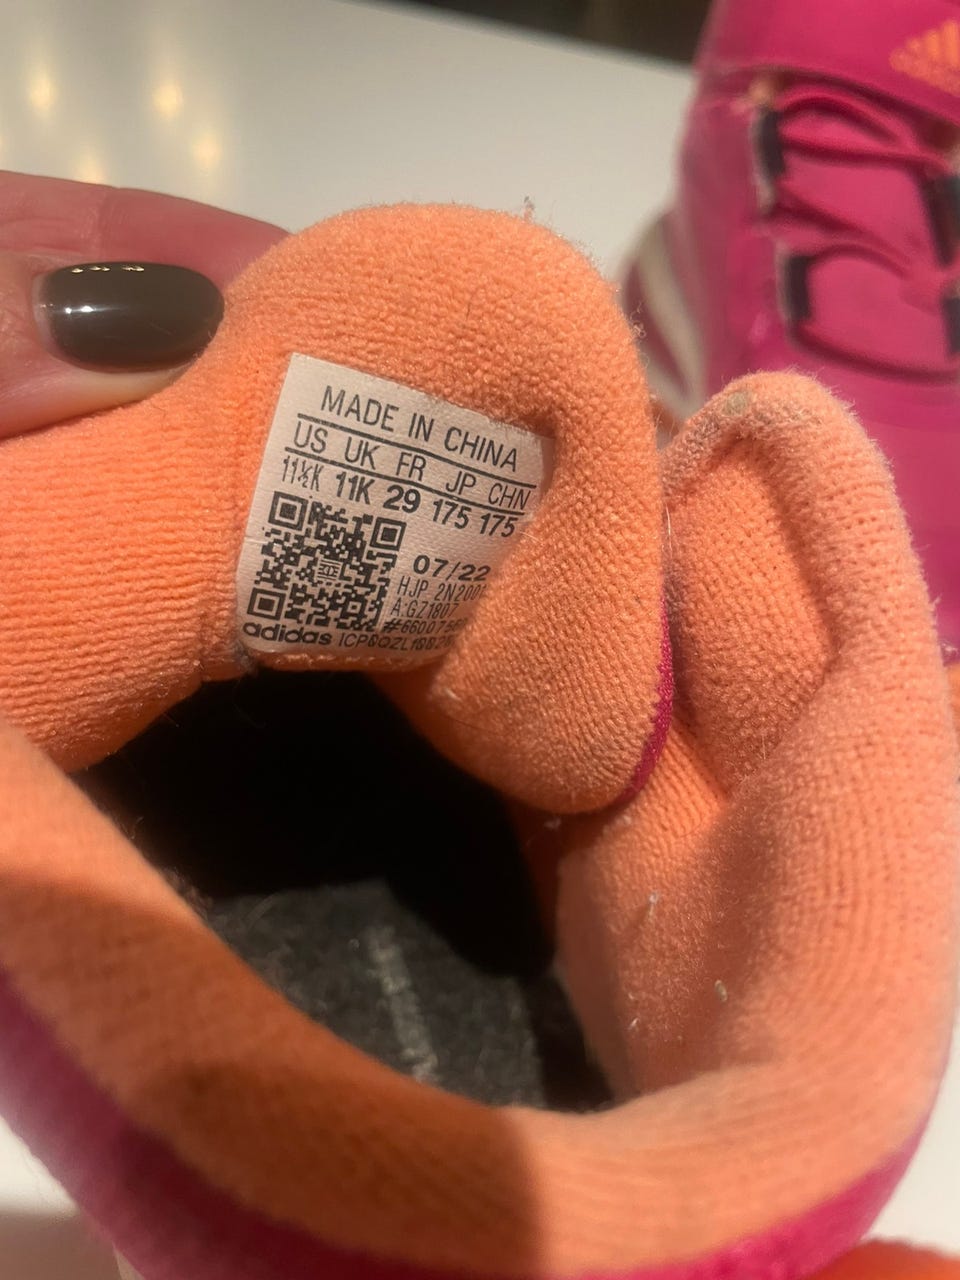 MADE IN CHINA
US UK FR JP CHN
11½K 11K 29 175 175
07/22
HJP
A:GZ1807
adidas